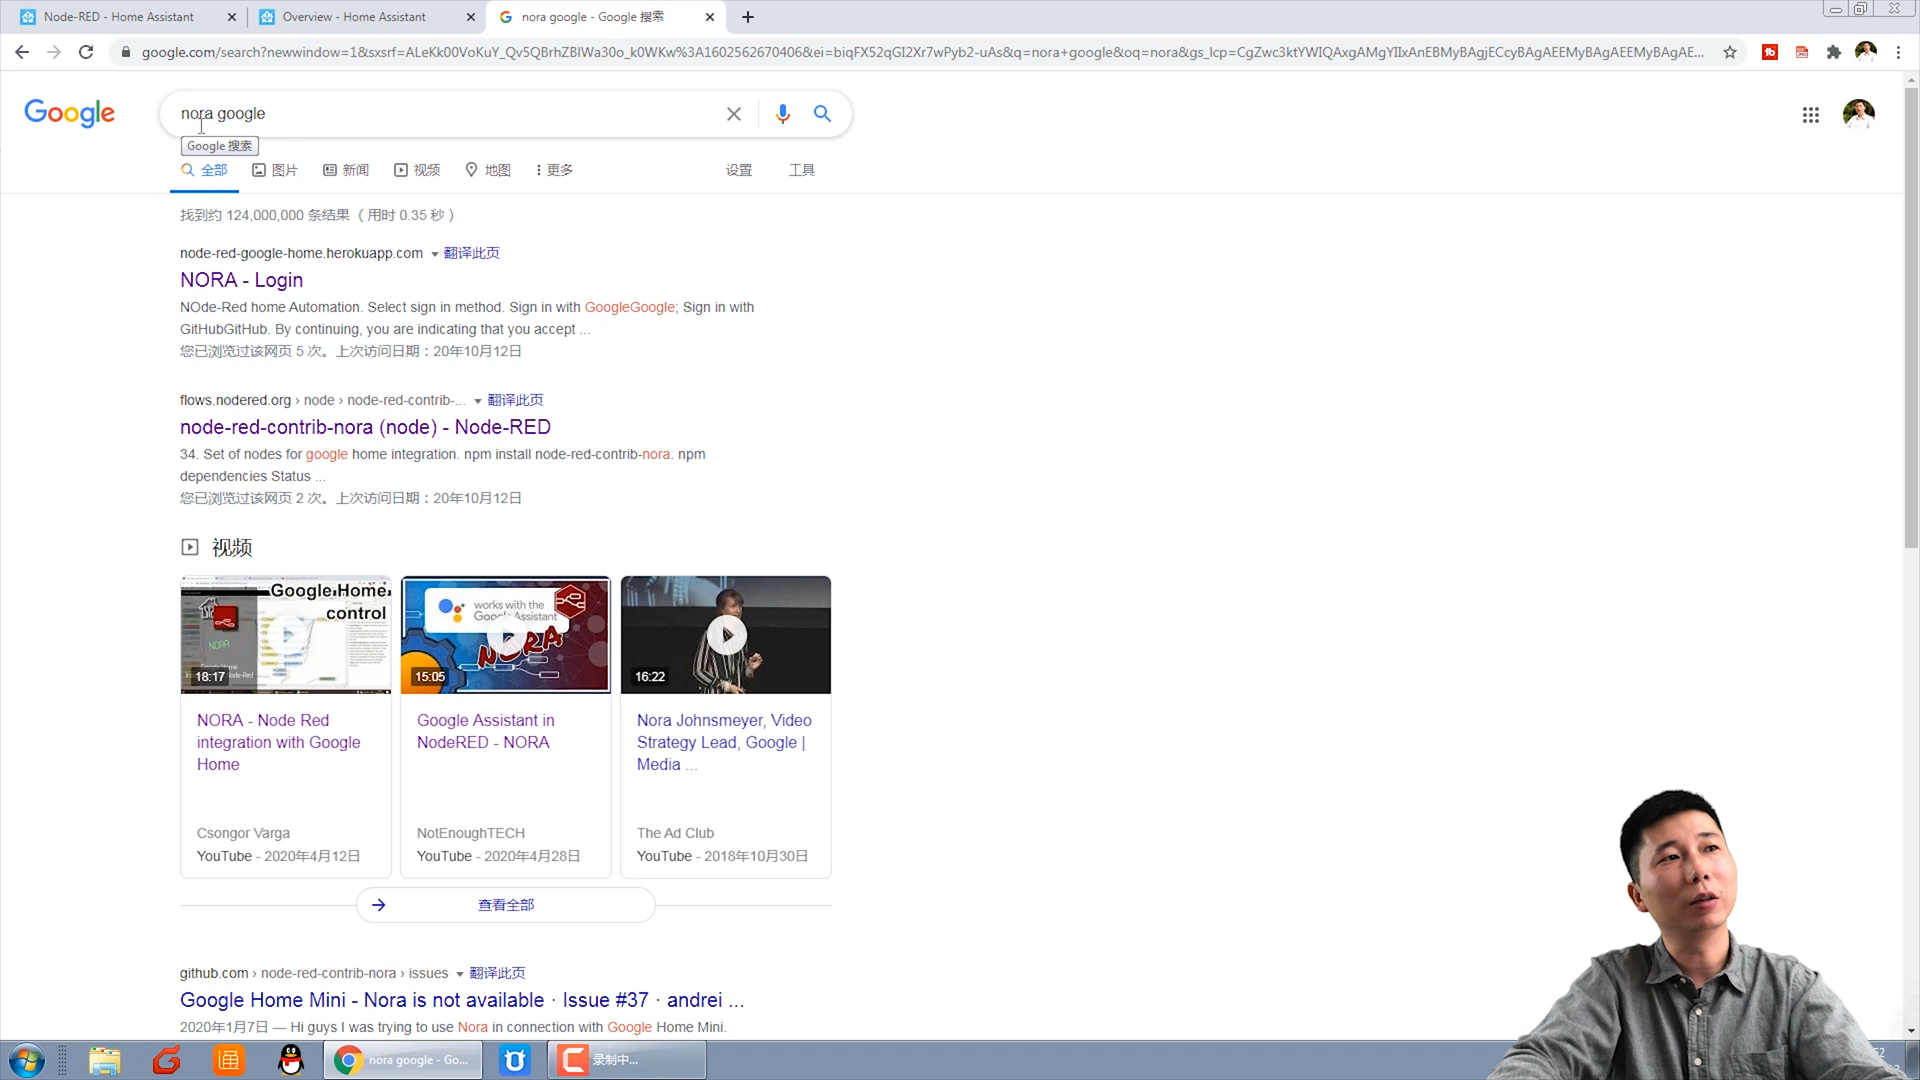 Node-RED - Home Assistant
Overview - Home Assistant
nora google - Google 搜索
google.com/search?newwindow=1&sxsrf=ALeKk00VoKuY_Qv5QBrhZBlWa30o_k0WKw%3A1602562670406&ei=biqFX52qGI2Xr7wPyb2-uAs&q=nora+google&oq=nora&gs_lcp=CgZwc3ktYWIQAxgAMgYIIxAnEBMyBAgjECcyBAgAEEMyBAgAEEMyBAgAE...
Google
nora google
Google 搜索
全部 图片 新闻 视频 地图 更多 设置 工具
找到约 124,000,000 条结果 （用时 0.35 秒）
node-red-google-home.herokuapp.com 翻译此页
NORA - Login
NOde-Red home Automation. Select sign in method. Sign in with GoogleGoogle; Sign in with
GitHubGitHub. By continuing, you are indicating that you accept ...
您已浏览过该网页 5 次。上次访问日期：20年10月12日
flows.nodered.org › node › node-red-contrib-... 翻译此页
node-red-contrib-nora (node) - Node-RED
34. Set of nodes for google home integration. npm install node-red-contrib-nora. npm
dependencies Status ...
您已浏览过该网页 2 次。上次访问日期：20年10月12日
视频
Google Home
control
NORA
18:17
works with the
Google Assistant
NORA
15:05
16:22
NORA - Node Red
integration with Google
Home
Csongor Varga
YouTube - 2020年4月12日
Google Assistant in
NodeRED - NORA
NotEnoughTECH
YouTube - 2020年4月28日
Nora Johnsmeyer, Video
Strategy Lead, Google |
Media ...
The Ad Club
YouTube - 2018年10月30日
查看全部
github.com › node-red-contrib-nora › issues 翻译此页
Google Home Mini - Nora is not available · Issue #37 · andrei ...
2020年1月7日 — Hi guys I was trying to use Nora in connection with Google Home Mini.
通
nora google - Go...
录制中...